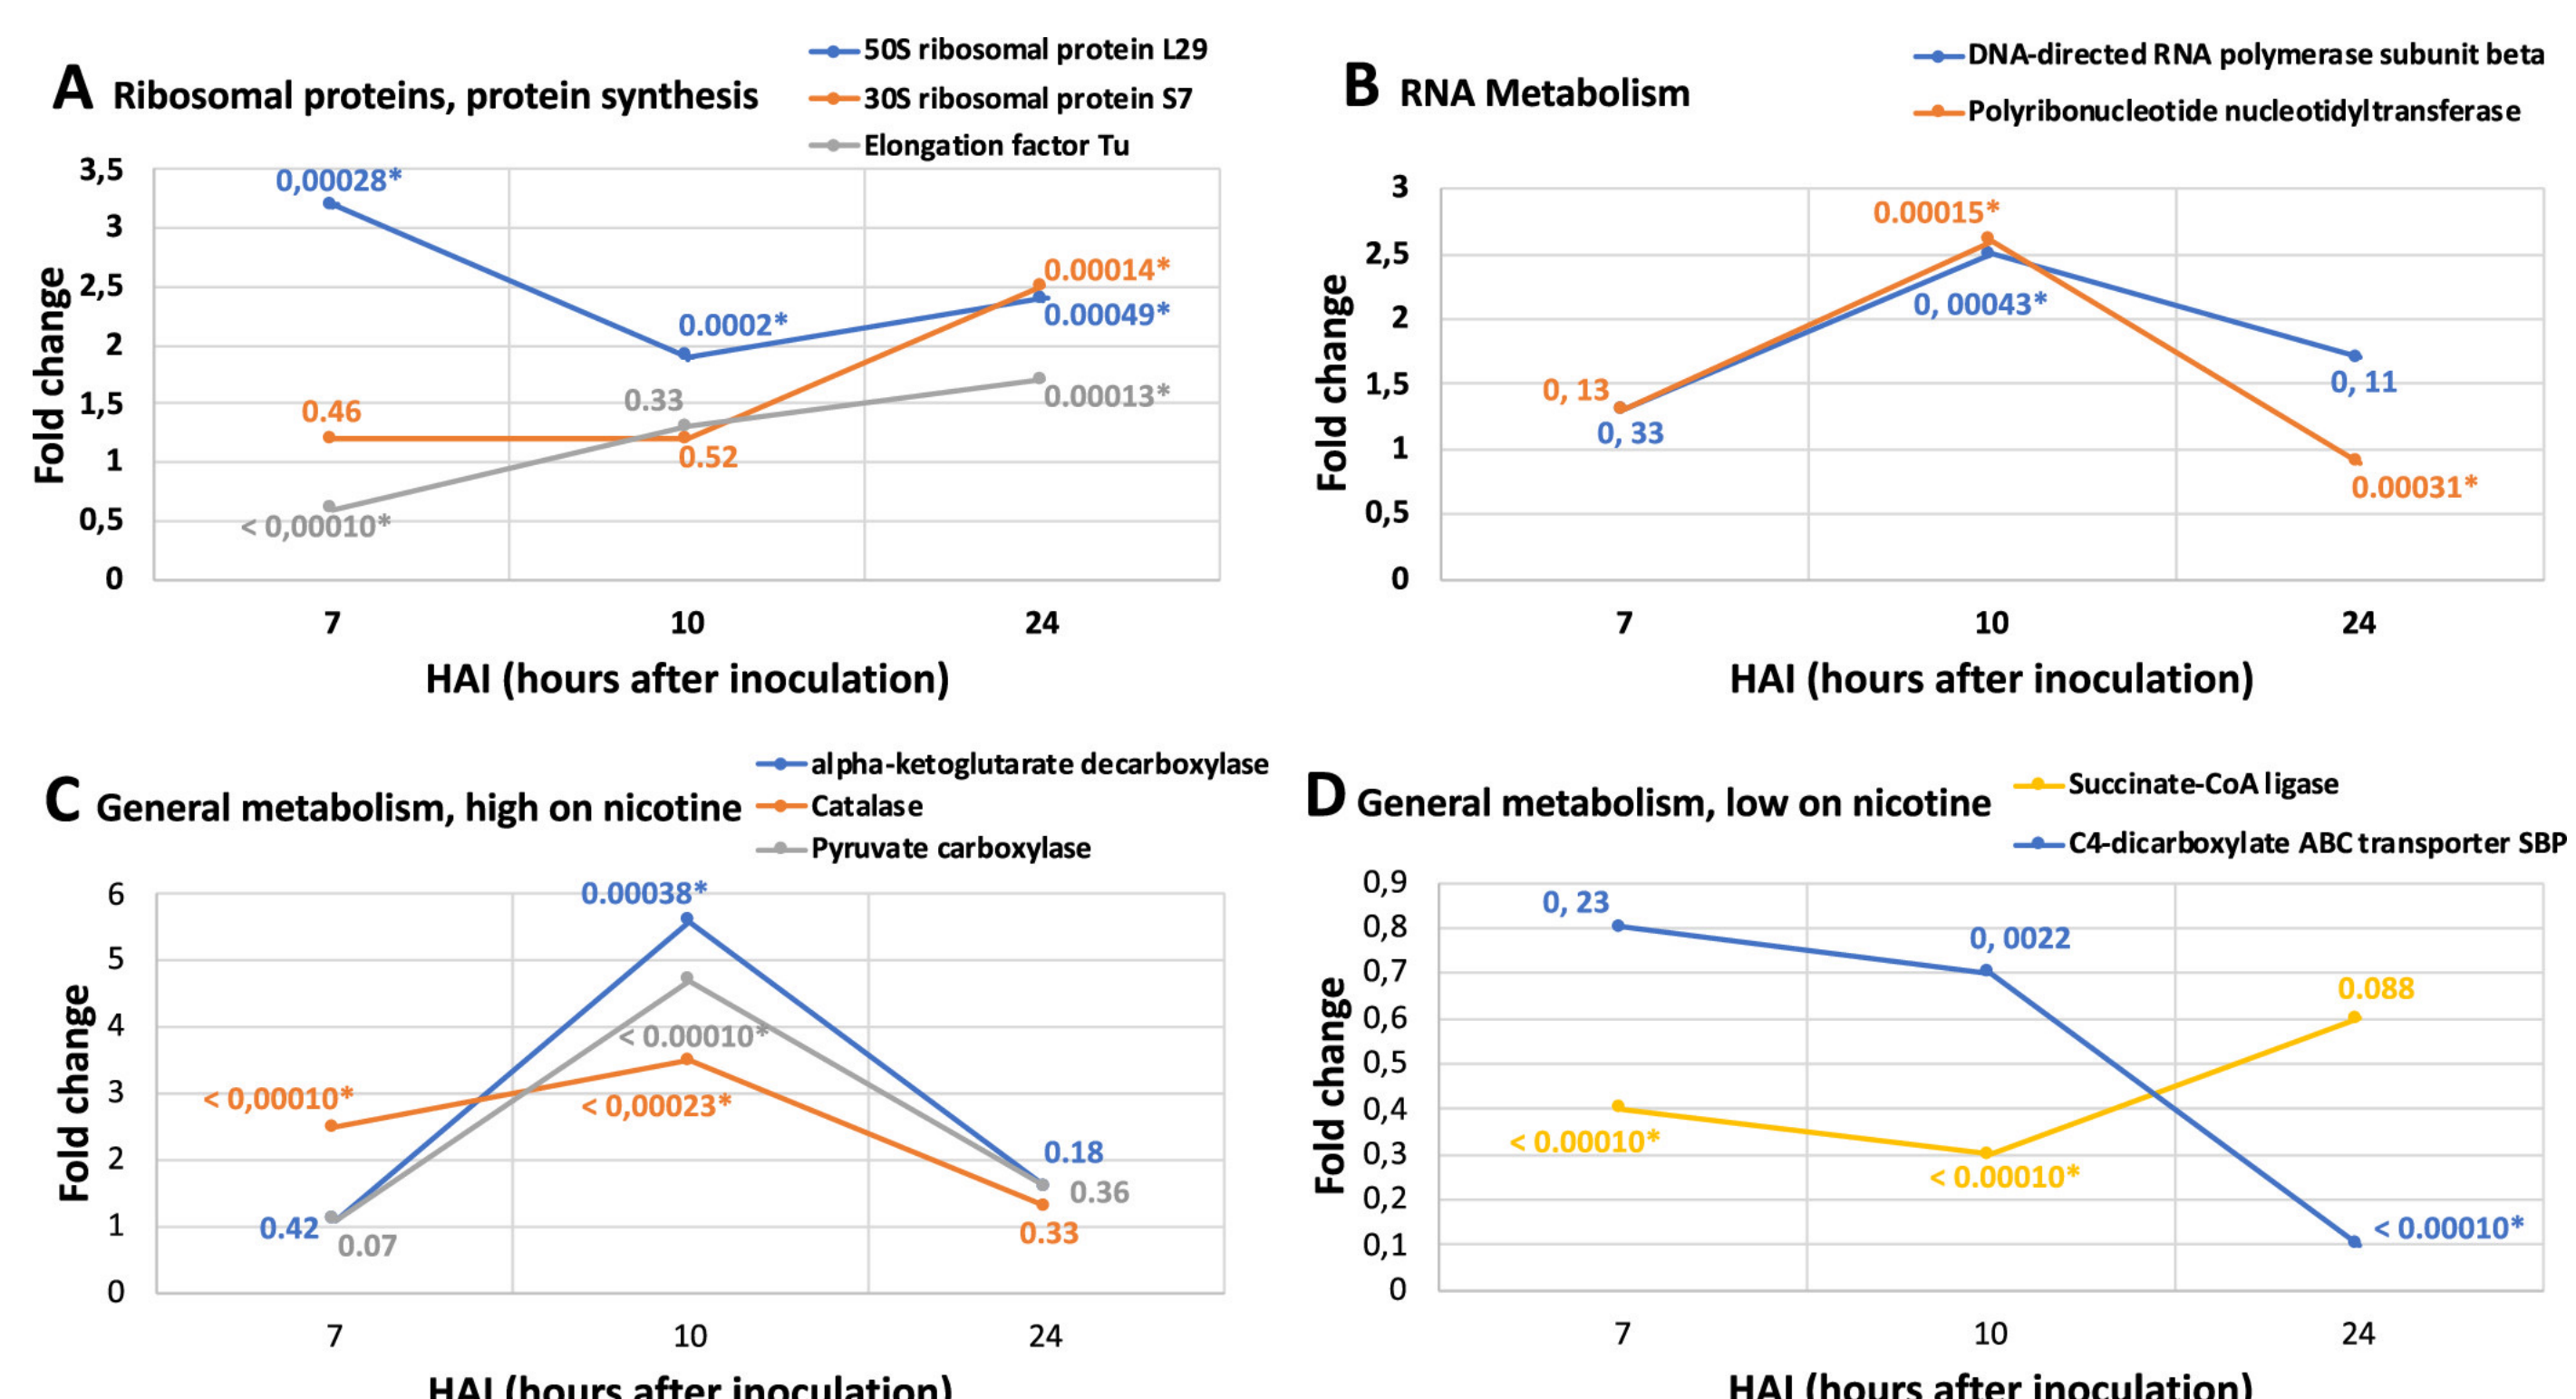 A Ribosomal proteins, protein synthesis
50S ribosomal protein L29
30S ribosomal protein S7
Elongation factor Tu
3,5
3
2,5
2
1,5
1
0,5
0
Fold change
0,00028*
0.0002*
0.00014*
0.00049*
0.46
0.33
0.52
0.00013*
< 0,00010*
7 10 24
HAI (hours after inoculation)
B RNA Metabolism
DNA-directed RNA polymerase subunit beta
Polyribonucleotide nucleotidyltransferase
3
2,5
2
1,5
1
0,5
0
Fold change
0.00015*
0, 00043*
0, 13
0, 33
0, 11
0.00031*
7 10 24
HAI (hours after inoculation)
C General metabolism, high on nicotine
alpha-ketoglutarate decarboxylase
Catalase
Pyruvate carboxylase
6
5
4
3
2
1
0
Fold change
0.00038*
< 0.00010*
< 0,00010*
< 0,00023*
0.18
0.36
0.33
0.42
0.07
7 10 24
HAI (hours after inoculation)
D General metabolism, low on nicotine
Succinate-CoA ligase
C4-dicarboxylate ABC transporter SBP
0,9
0,8
0,7
0,6
0,5
0,4
0,3
0,2
0,1
0
Fold change
0, 23
0, 0022
0.088
< 0.00010*
< 0.00010*
< 0.00010*
7 10 24
HAI (hours after inoculation)